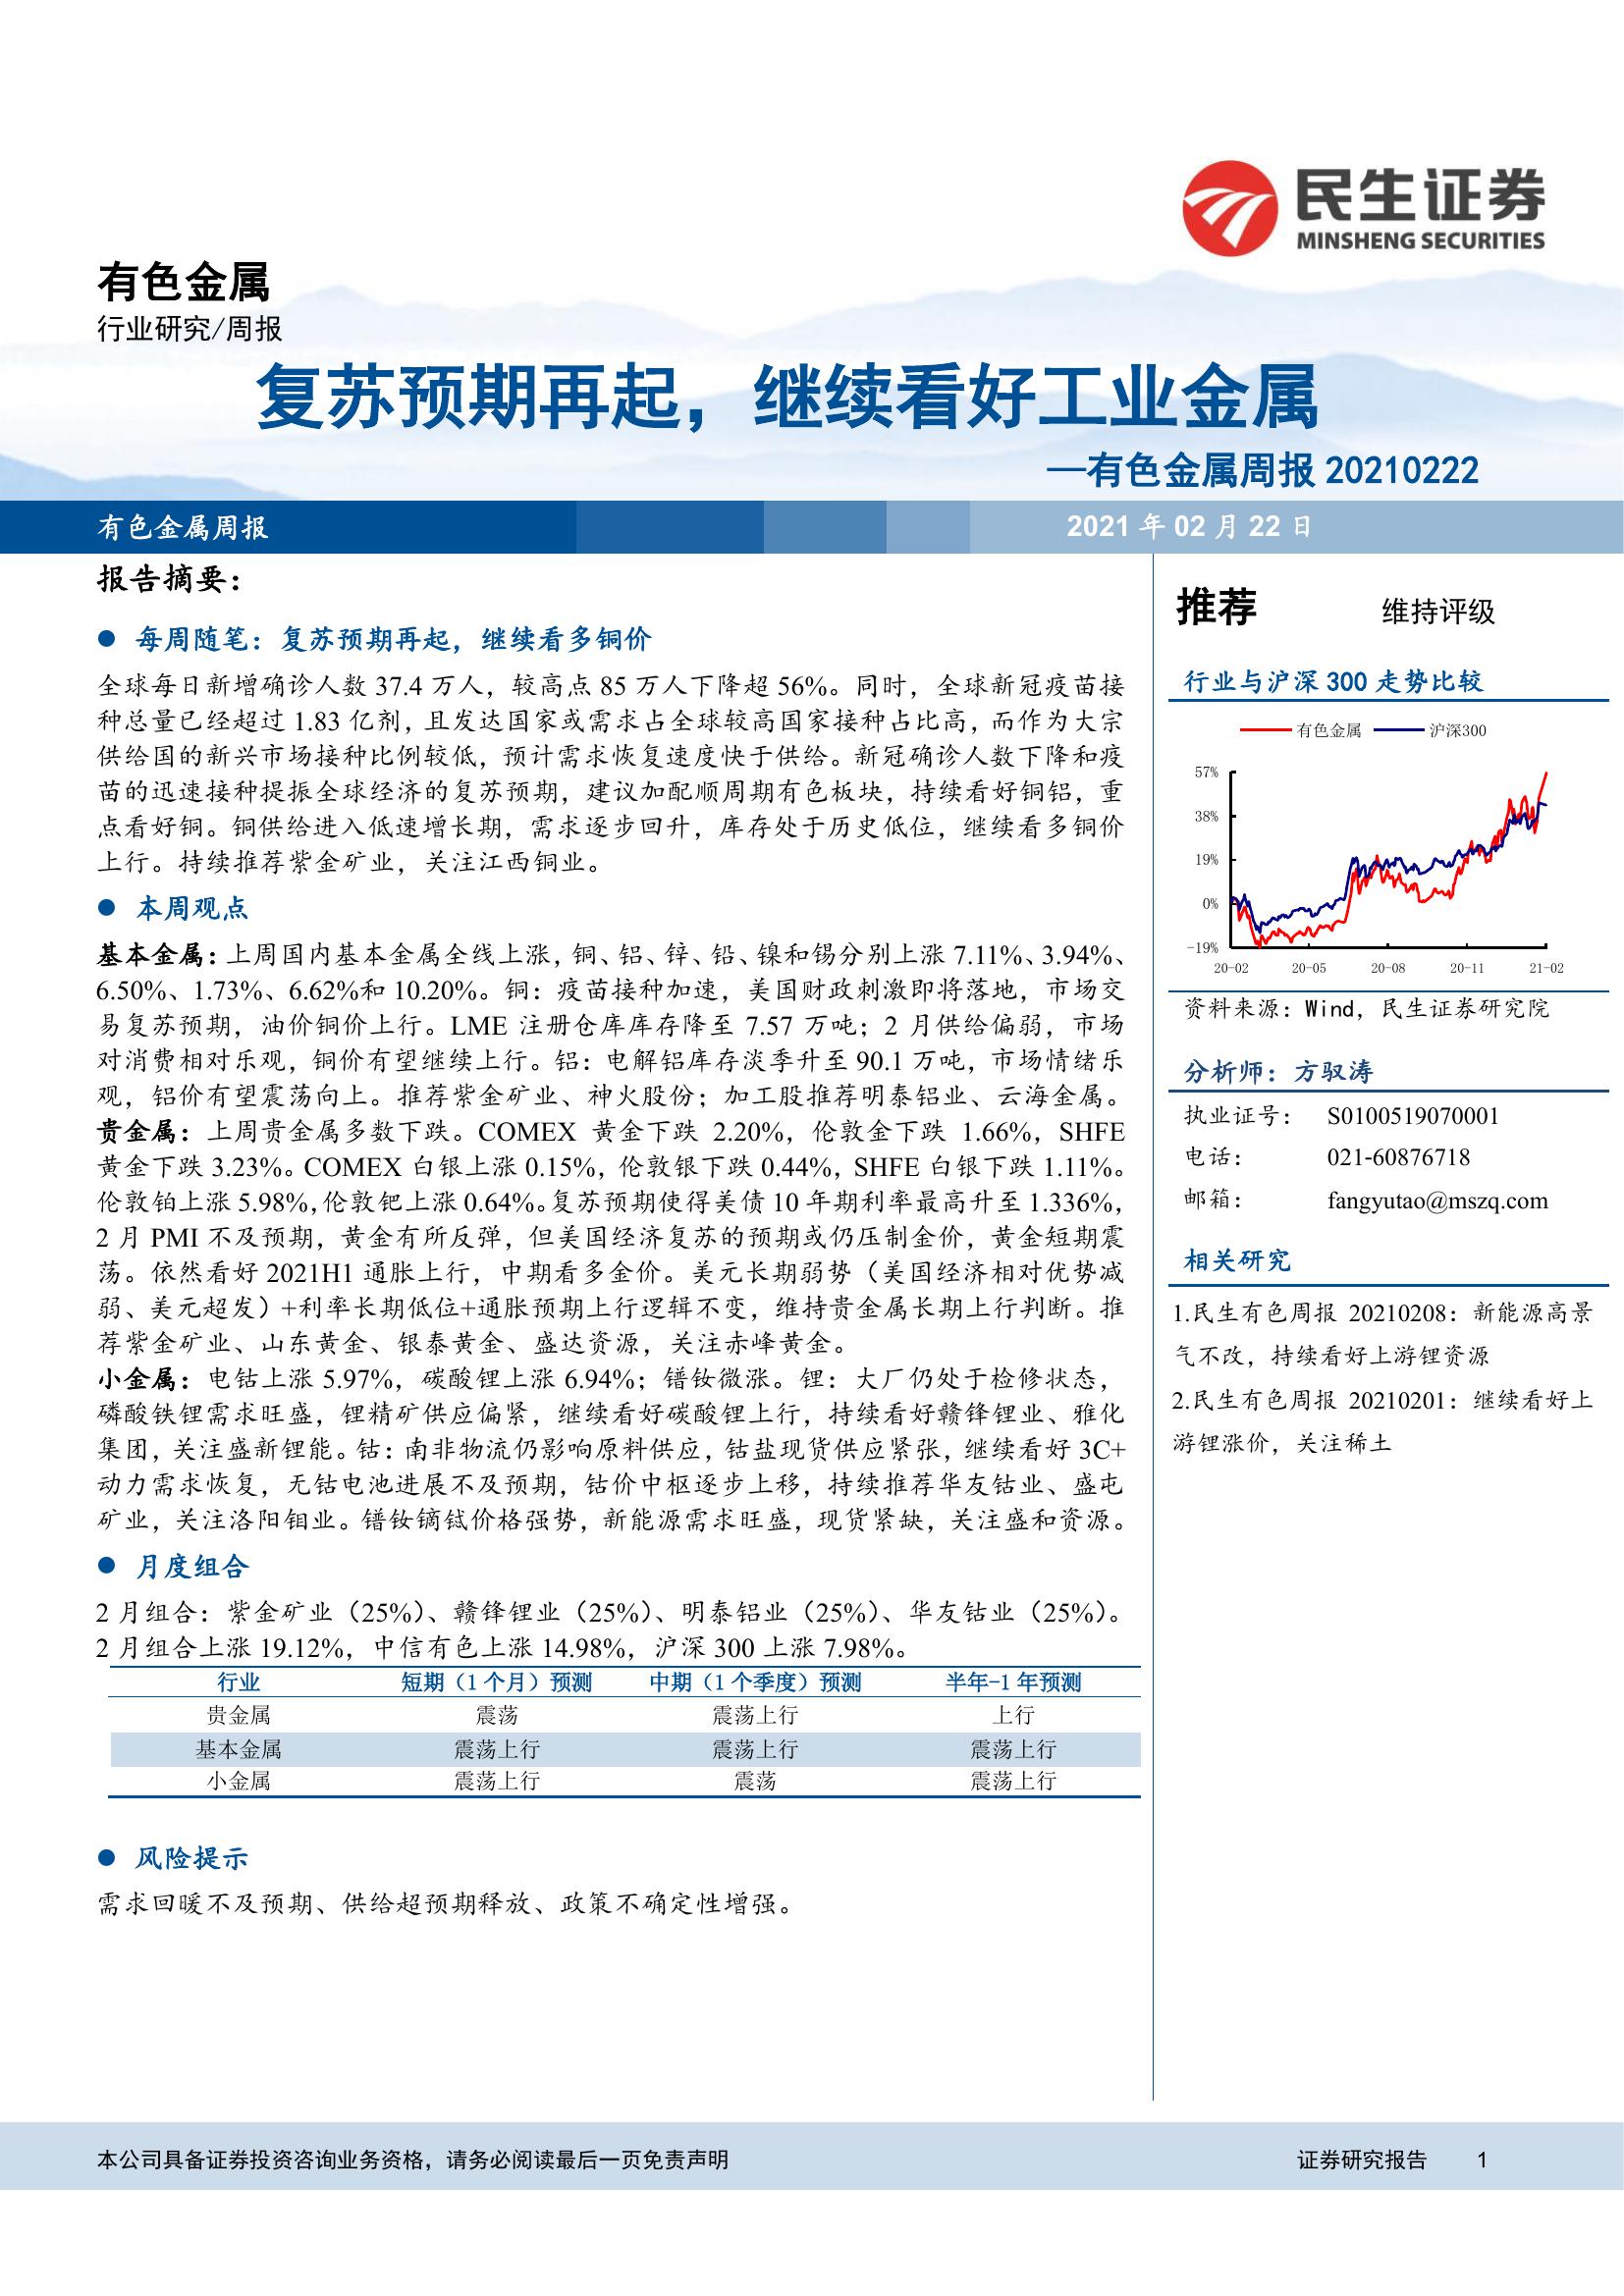 民生证券
MINSHENG SECURITIES
有色金属
行业研究/周报
复苏预期再起，继续看好工业金属
—有色金属周报 20210222
有色金属周报
2021 年 02 月 22 日
报告摘要：
● 每周随笔：复苏预期再起，继续看多铜价
全球每日新增确诊人数 37.4 万人，较高点 85 万人下降超 56%。同时，全球新冠疫苗接
种总量已经超过 1.83 亿剂，且发达国家或需求占全球较高国家接种占比高，而作为大宗
供给国的新兴市场接种比例较低，预计需求恢复速度快于供给。新冠确诊人数下降和疫
苗的迅速接种提振全球经济的复苏预期，建议加配顺周期有色板块，持续看好铜铝，重
点看好铜。铜供给进入低速增长期，需求逐步回升，库存处于历史低位，继续看多铜价
上行。持续推荐紫金矿业，关注江西铜业。
● 本周观点
基本金属：上周国内基本金属全线上涨，铜、铝、锌、铅、镍和锡分别上涨 7.11%、3.94%、
6.50%、1.73%、6.62%和 10.20%。铜：疫苗接种加速，美国财政刺激即将落地，市场交
易复苏预期，油价铜价上行。LME 注册仓库库存降至 7.57 万吨；2 月供给偏弱，市场
对消费相对乐观，铜价有望继续上行。铝：电解铝库存淡季升至 90.1 万吨，市场情绪乐
观，铝价有望震荡向上。推荐紫金矿业、神火股份；加工股推荐明泰铝业、云海金属。
贵金属：上周贵金属多数下跌。COMEX 黄金下跌 2.20%，伦敦金下跌 1.66%，SHFE
黄金下跌 3.23%。COMEX 白银上涨 0.15%，伦敦银下跌 0.44%，SHFE 白银下跌 1.11%。
伦敦铂上涨 5.98%，伦敦钯上涨 0.64%。复苏预期使得美债 10 年期利率最高升至 1.336%，
2 月 PMI 不及预期，黄金有所反弹，但美国经济复苏的预期或仍压制金价，黄金短期震
荡。依然看好 2021H1 通胀上行，中期看多金价。美元长期弱势（美国经济相对优势减
弱、美元超发）+利率长期低位+通胀预期上行逻辑不变，维持贵金属长期上行判断。推
荐紫金矿业、山东黄金、银泰黄金、盛达资源，关注赤峰黄金。
小金属：电钴上涨 5.97%，碳酸锂上涨 6.94%；镨钕微涨。锂：大厂仍处于检修状态，
磷酸铁锂需求旺盛，锂精矿供应偏紧，继续看好碳酸锂上行，持续看好赣锋锂业、雅化
集团，关注盛新锂能。钴：南非物流仍影响原料供应，钴盐现货供应紧张，继续看好 3C+
动力需求恢复，无钴电池进展不及预期，钴价中枢逐步上移，持续推荐华友钴业、盛屯
矿业，关注洛阳钼业。镨钕镝铽价格强势，新能源需求旺盛，现货紧缺，关注盛和资源。
● 月度组合
2 月组合：紫金矿业（25%）、赣锋锂业（25%）、明泰铝业（25%）、华友钴业（25%）。
2 月组合上涨 19.12%，中信有色上涨 14.98%，沪深 300 上涨 7.98%。
行业 短期（1 个月）预测 中期（1 个季度）预测 半年-1 年预测
贵金属 震荡 震荡上行 上行
基本金属 震荡上行 震荡上行 震荡上行
小金属 震荡上行 震荡 震荡上行
● 风险提示
需求回暖不及预期、供给超预期释放、政策不确定性增强。
推荐 维持评级
行业与沪深 300 走势比较
有色金属 沪深300
57%
38%
19%
0%
-19%
20-02 20-05 20-08 20-11 21-02
资料来源：Wind，民生证券研究院
分析师：方驭涛
执业证号： S0100519070001
电话： 021-60876718
邮箱： fangyutao@mszq.com
相关研究
1.民生有色周报 20210208：新能源高景
气不改，持续看好上游锂资源
2.民生有色周报 20210201：继续看好上
游锂涨价，关注稀土
本公司具备证券投资咨询业务资格，请务必阅读最后一页免责声明
证券研究报告 1